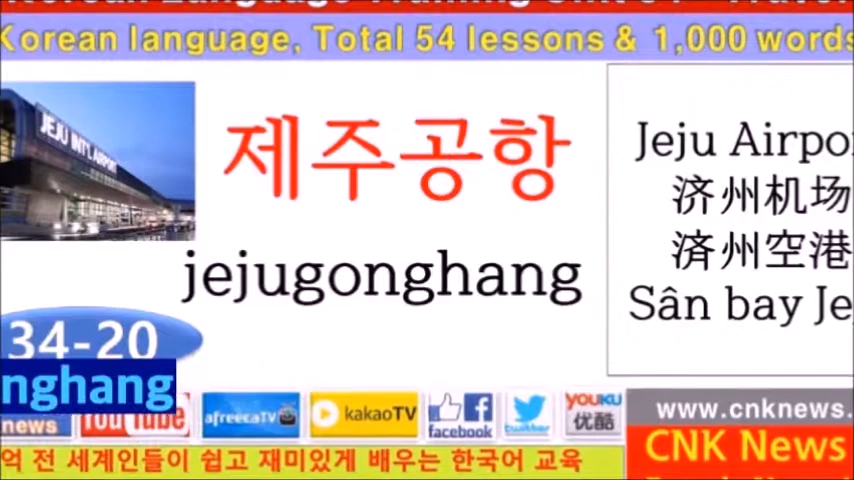 Korean language, Total 54 lessons & 1,000 words
JEJU INT'L AIRPORT
제주공항
jejugonghang
Jeju Airpo
济州机场
済州空港
Sân bay Je
34-20
nghang
news
YouTube
afreecaTV
kakaoTV
facebook
twitter
YOUKU
优酷
www.cnknews.
CNK News
억 전 세계인들이 쉽고 재미있게 배우는 한국어 교육